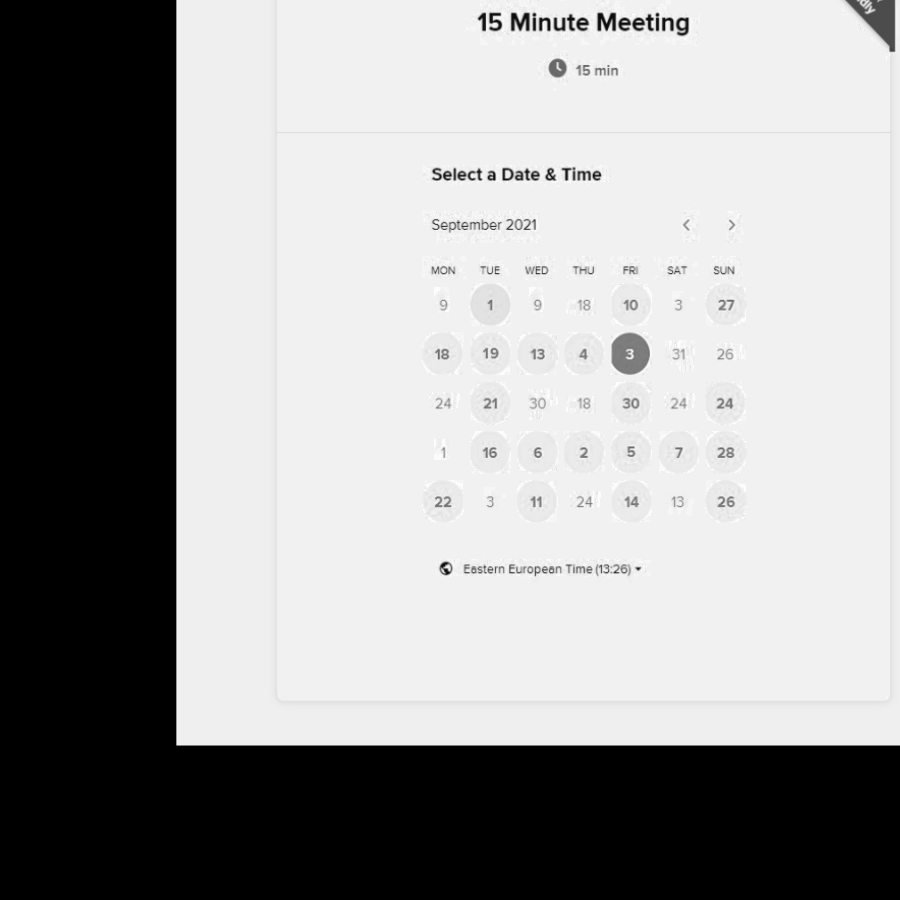 15 Minute Meeting
15 min
Select a Date & Time
September 2021
MON TUE WED THU FRI SAT SUN
9 1 9 18 10 3 27
18 19 13 4 3 31 26
24 21 30 18 30 24 24
1 16 6 2 5 7 28
22 3 11 24 14 13 26
Eastern European Time (13:26)